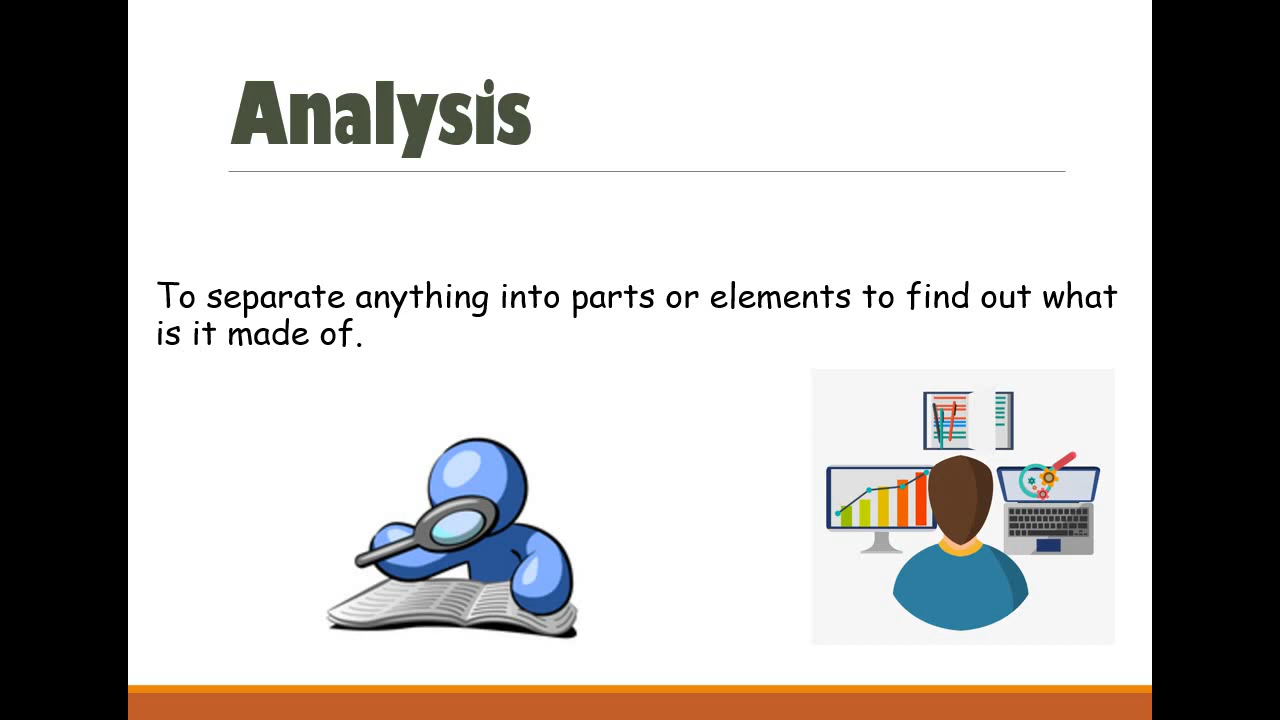 Analysis
To separate anything into parts or elements to find out what
is it made of.